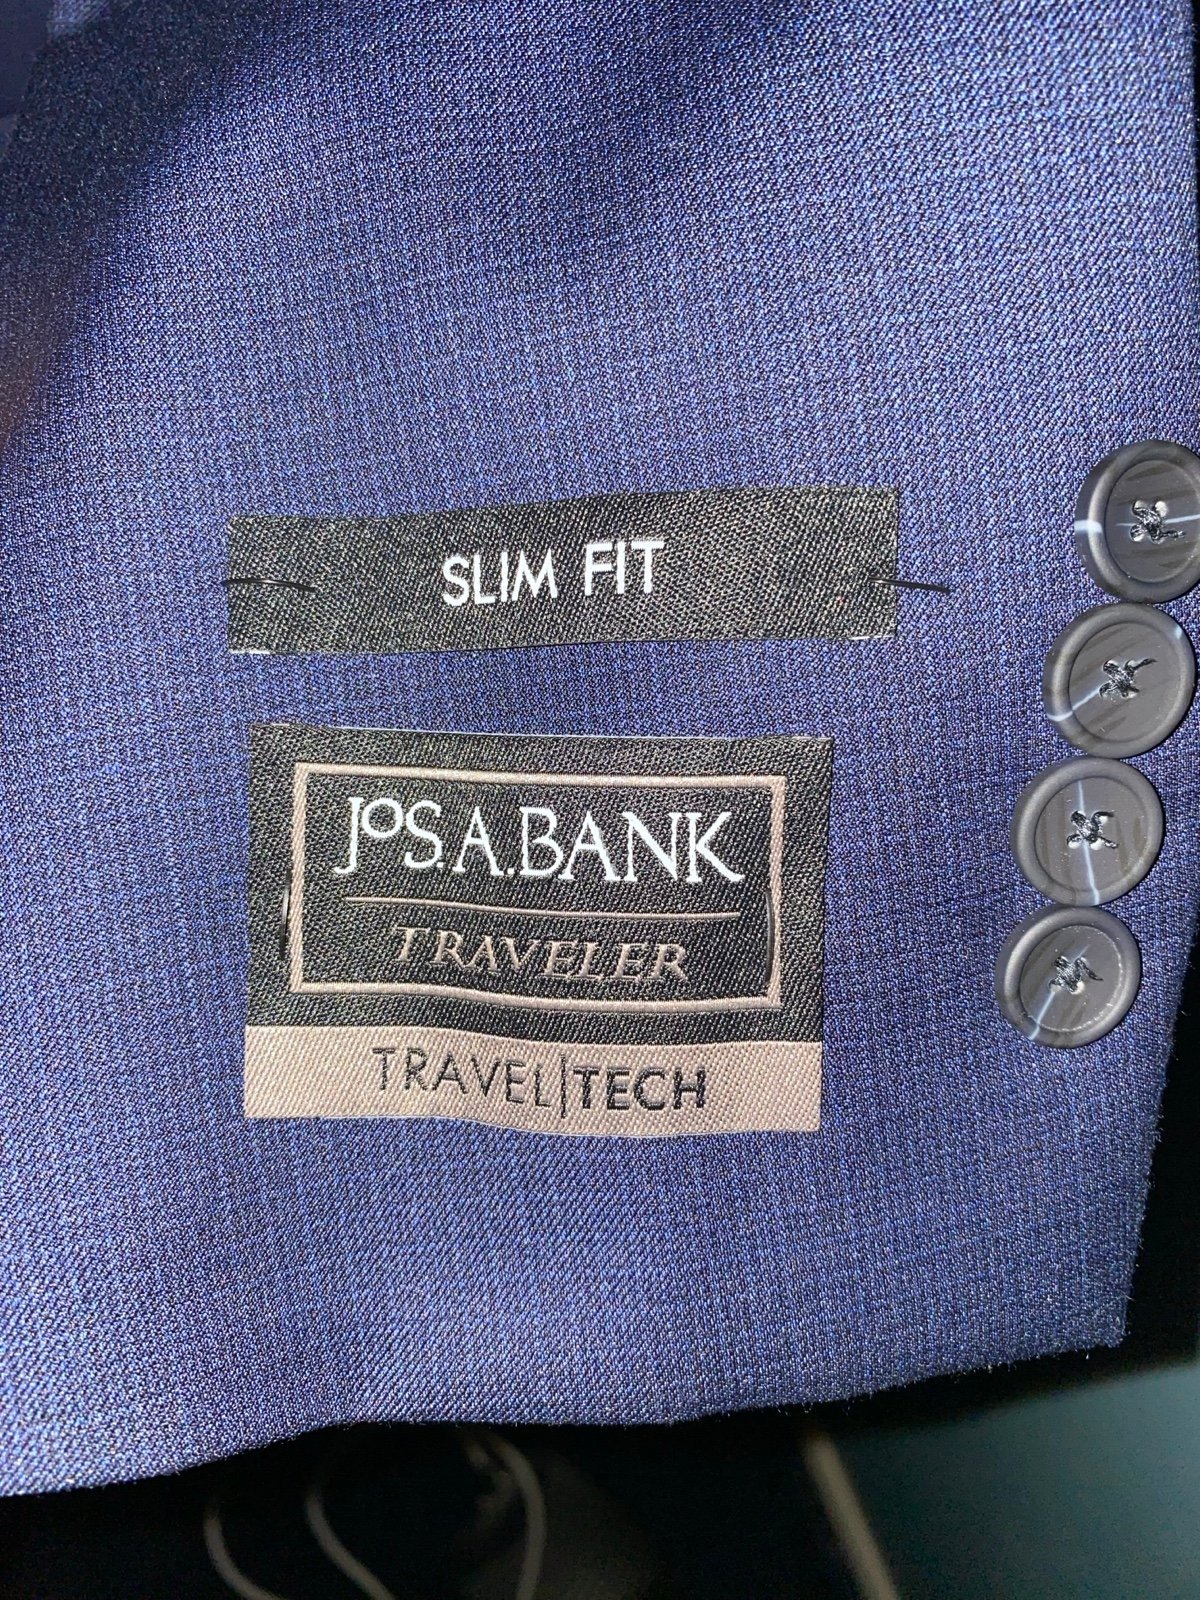 SLIM FIT
JOS.A.BANK
TRAVELER
TRAVEL|TECH